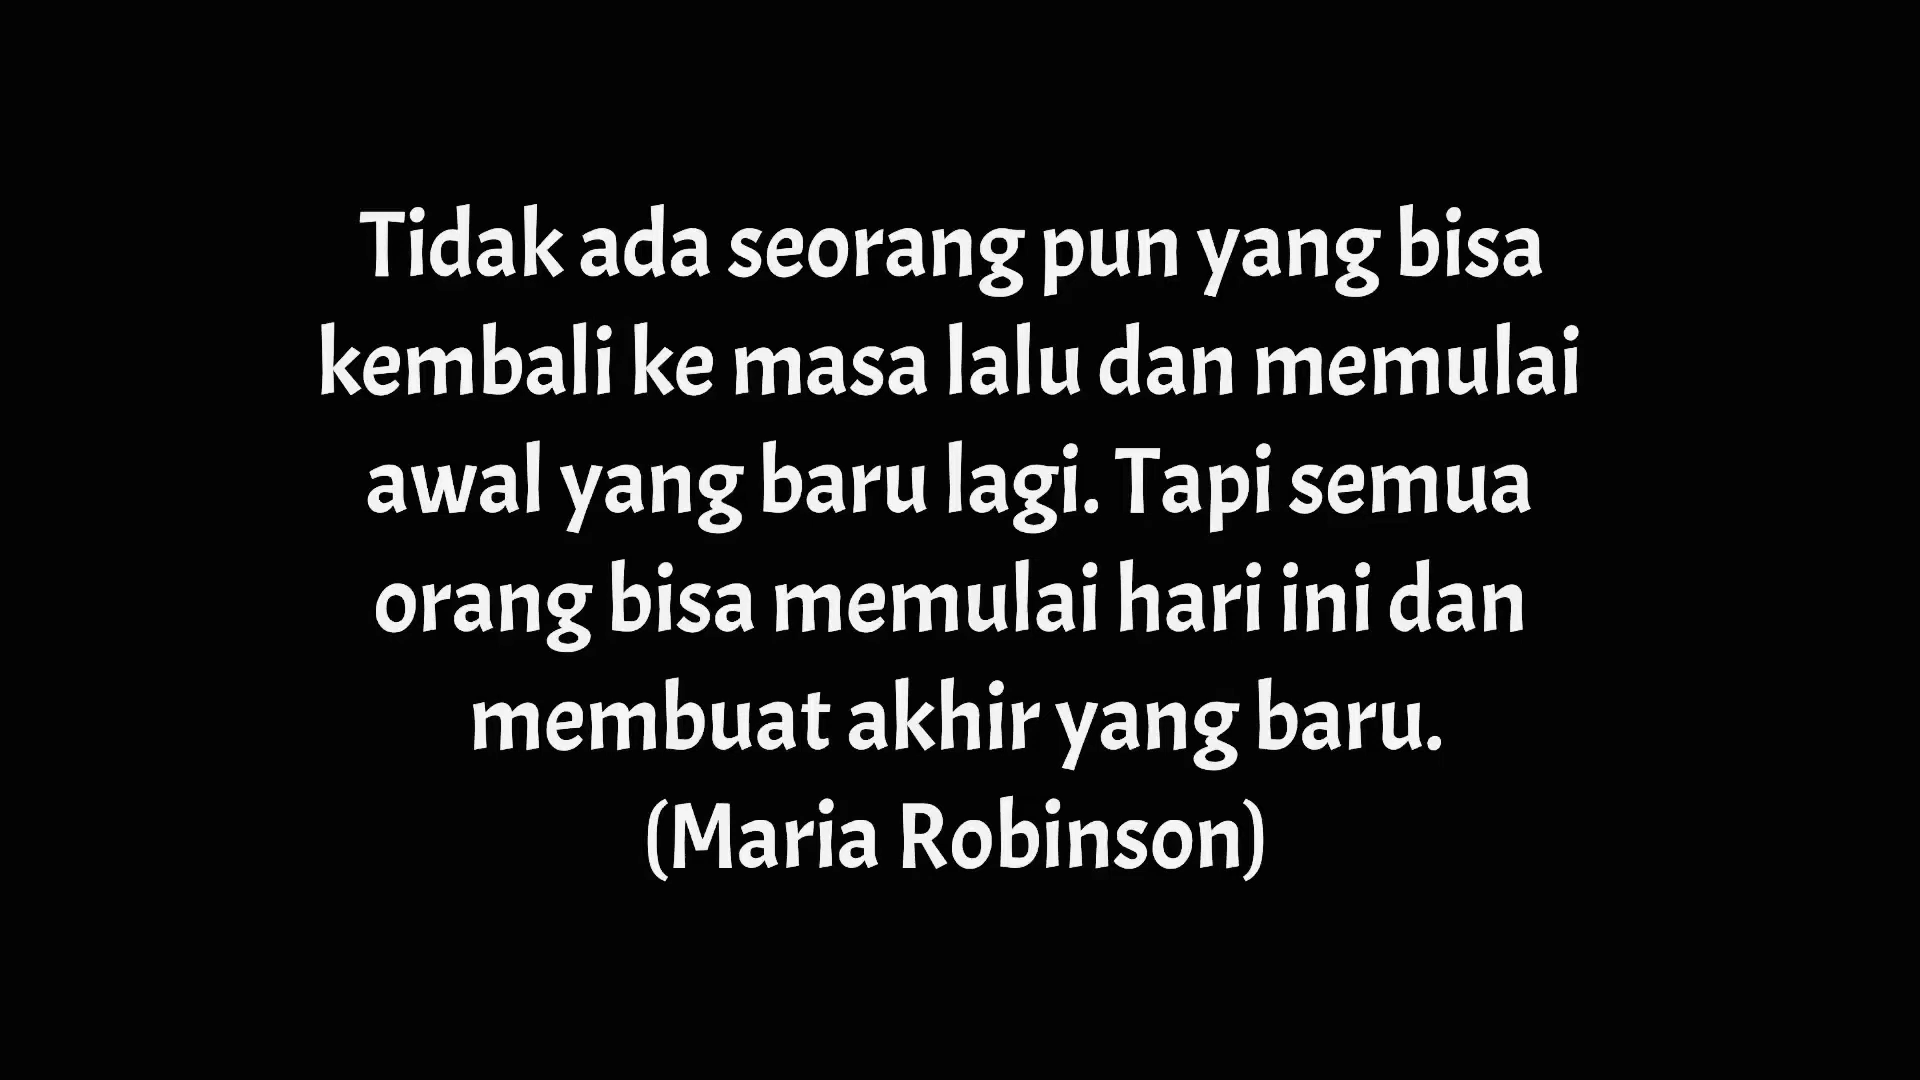 Tidak ada seorang pun yang bisa
kembali ke masa lalu dan memulai
awal yang baru lagi. Tapi semua
orang bisa memulai hari ini dan
membuat akhir yang baru.
(Maria Robinson)